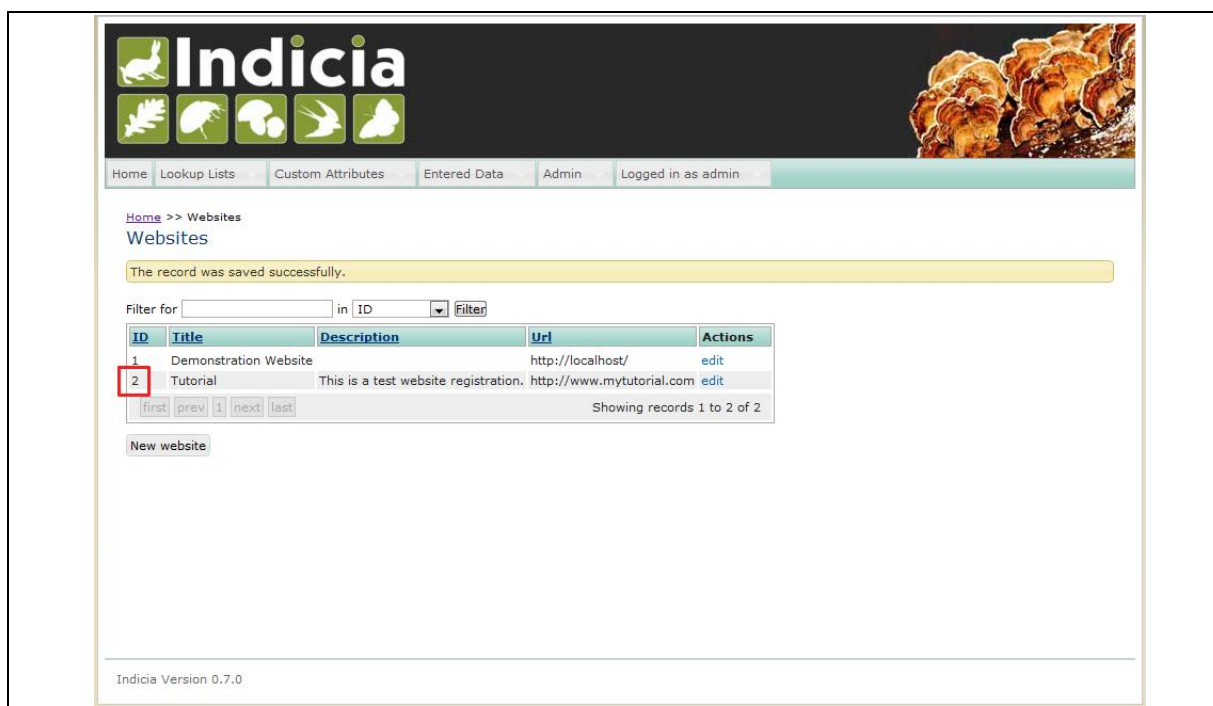 Indicia
Home Lookup Lists Custom Attributes Entered Data Admin Logged in as admin
Home >> Websites
Websites
The record was saved successfully.
Filter for in ID Filter
ID Title Description Url Actions
1 Demonstration Website http://localhost/ edit
2 Tutorial This is a test website registration. http://www.mytutorial.com edit
first prev 1 next last Showing records 1 to 2 of 2
New website
Indicia Version 0.7.0